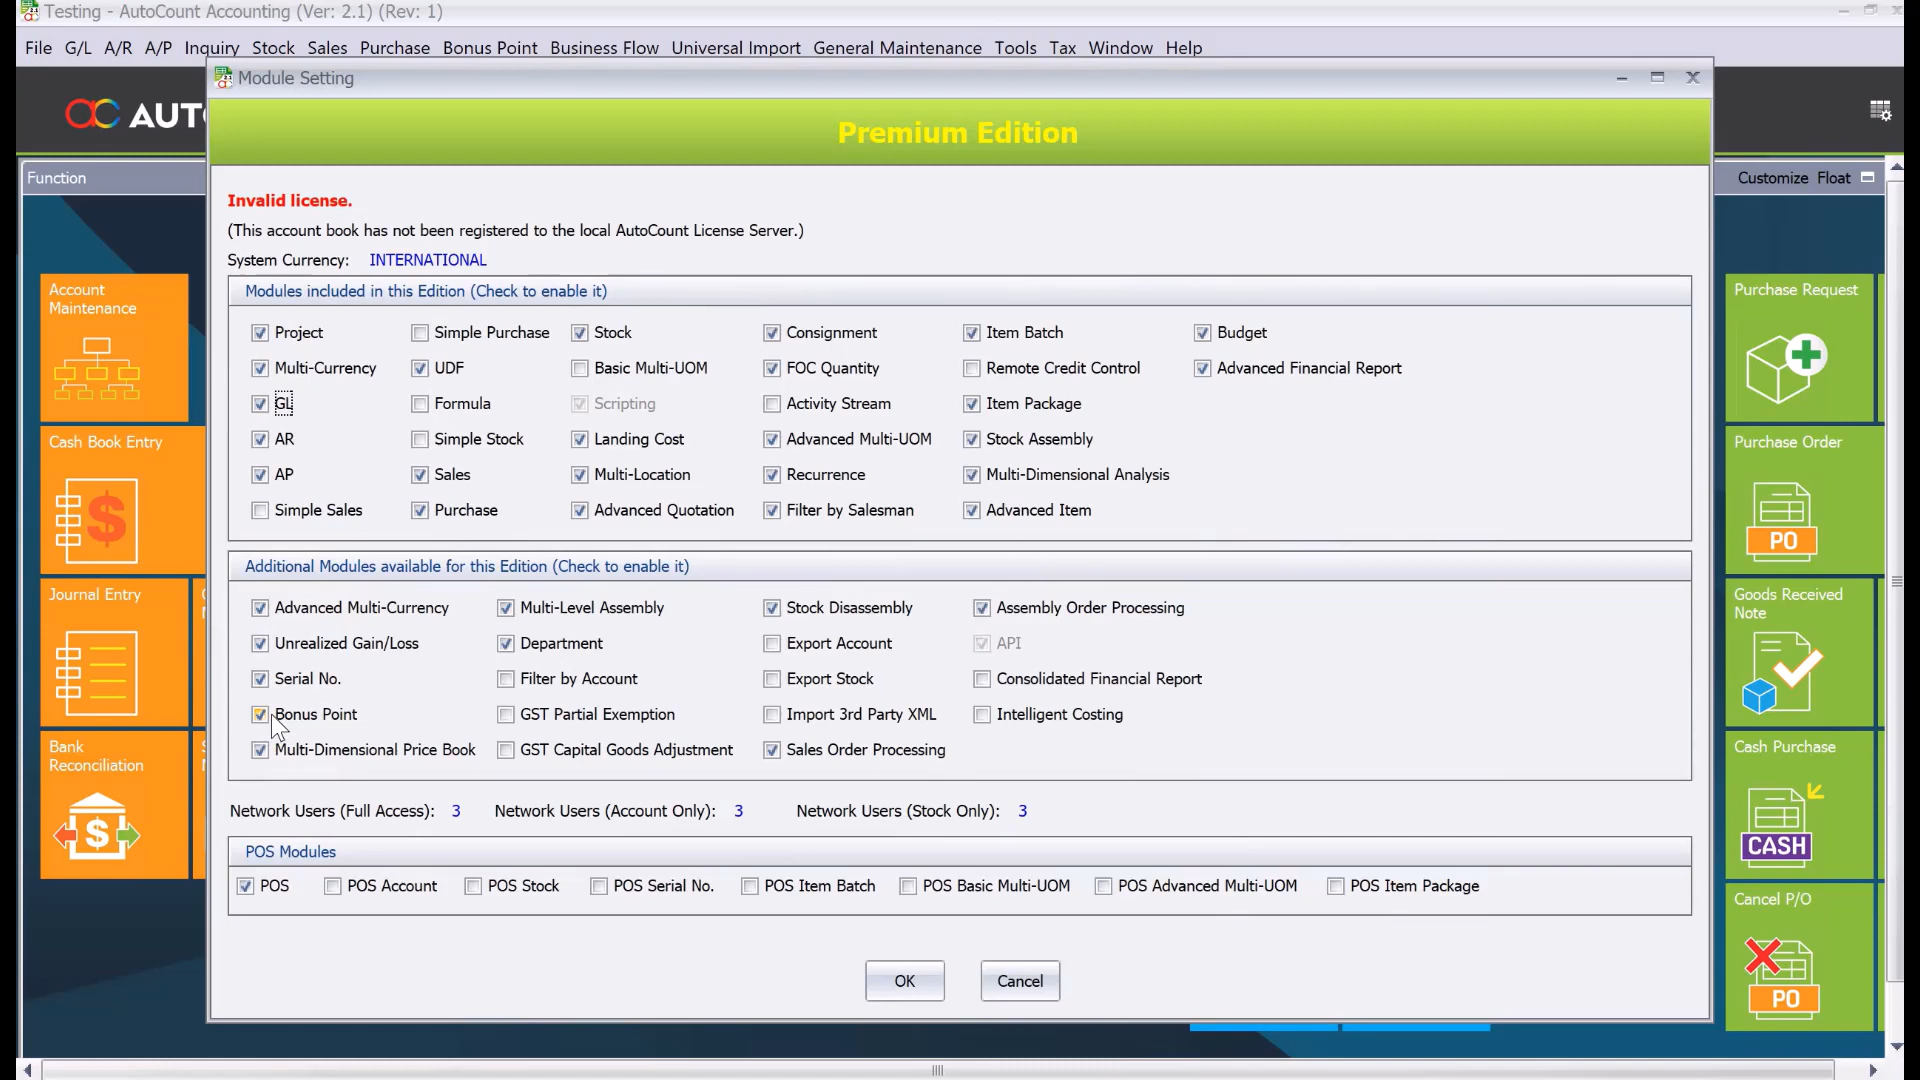 Testing - AutoCount Accounting (Ver: 2.1) (Rev: 1)
File G/L A/R A/P Inquiry Stock Sales Purchase Bonus Point Business Flow Universal Import General Maintenance Tools Tax Window Help
Module Setting
AUT
Premium Edition
Function
Customize Float
Invalid license.
(This account book has not been registered to the local AutoCount License Server.)
System Currency: INTERNATIONAL
Modules included in this Edition (Check to enable it)
Project Simple Purchase Stock Consignment Item Batch Budget
Multi-Currency UDF Basic Multi-UOM FOC Quantity Remote Credit Control Advanced Financial Report
GL Formula Scripting Activity Stream Item Package
AR Simple Stock Landing Cost Advanced Multi-UOM Stock Assembly
AP Sales Multi-Location Recurrence Multi-Dimensional Analysis
Simple Sales Purchase Advanced Quotation Filter by Salesman Advanced Item
Additional Modules available for this Edition (Check to enable it)
Advanced Multi-Currency Multi-Level Assembly Stock Disassembly Assembly Order Processing
Unrealized Gain/Loss Department Export Account API
Serial No. Filter by Account Export Stock Consolidated Financial Report
Bonus Point GST Partial Exemption Import 3rd Party XML Intelligent Costing
Multi-Dimensional Price Book GST Capital Goods Adjustment Sales Order Processing
Network Users (Full Access): 3 Network Users (Account Only): 3 Network Users (Stock Only): 3
POS Modules
POS POS Account POS Stock POS Serial No. POS Item Batch POS Basic Multi-UOM POS Advanced Multi-UOM POS Item Package
OK Cancel
Account
Maintenance
Cash Book Entry
Journal Entry
Bank
Reconciliation
Purchase Request
Purchase Order
PO
Goods Received
Note
Cash Purchase
CASH
Cancel P/O
PO